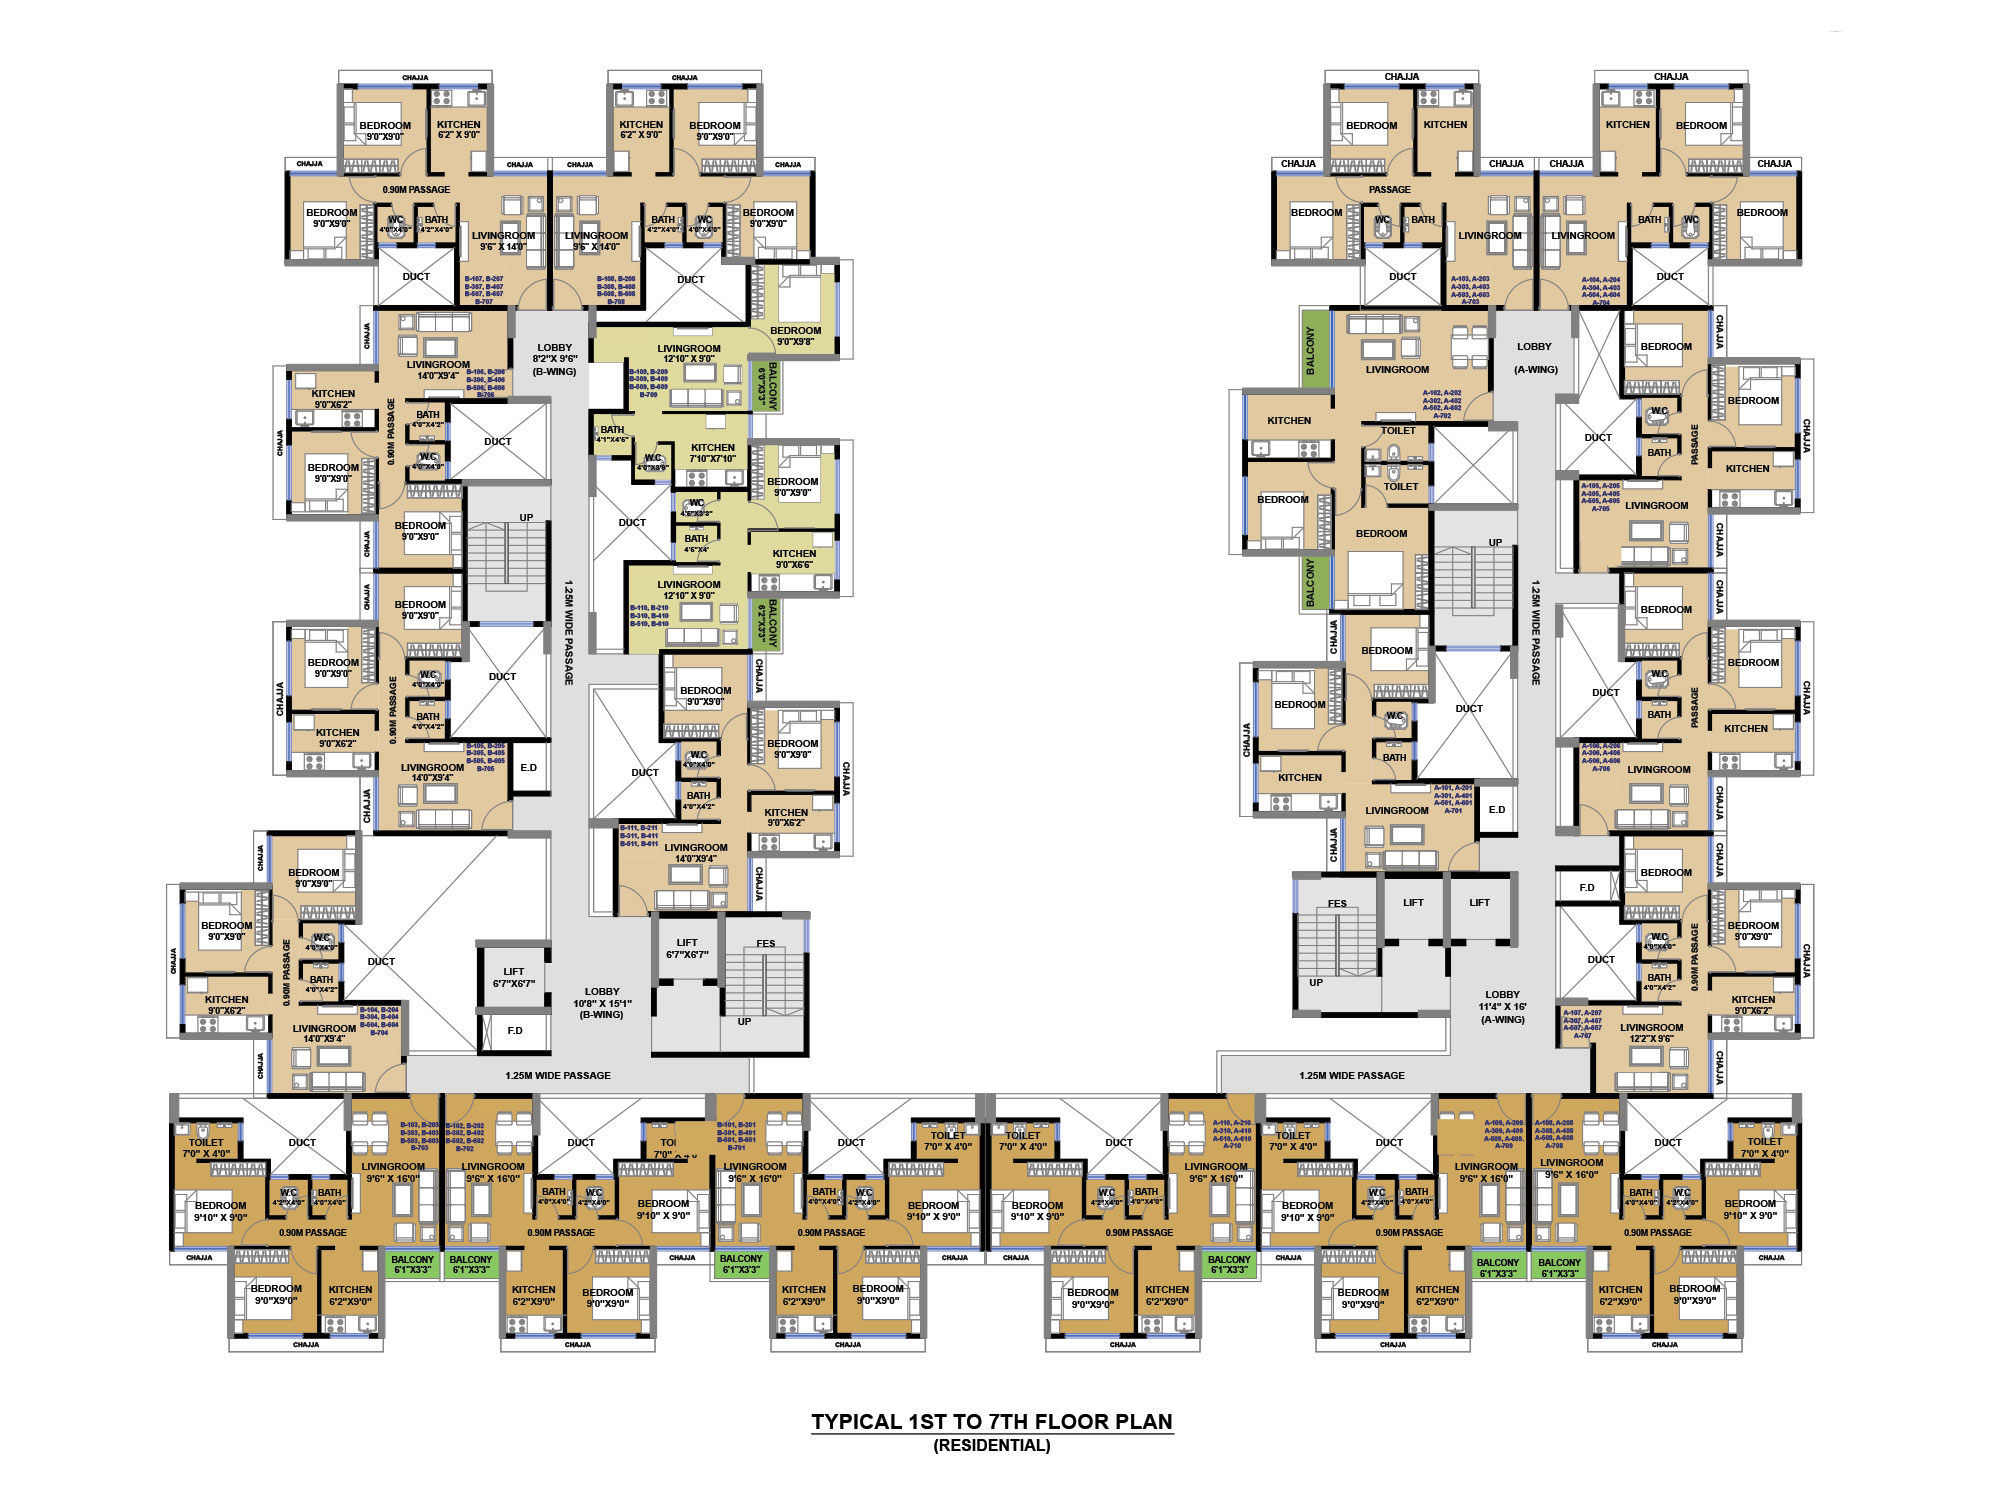 CHAJJA
BEDROOM
9'0"X9'0"
KITCHEN
6'2" X 9'0"
CHAJJA
CHAJJA
0.90M PASSAGE
BEDROOM
9'0"X9'0"
WC
4'0"X4'0"
BATH
4'2"X4'0"
LIVINGROOM
9'6" X 14'0"
DUCT
B-107, B-207
B-307, B-407
B-507, B-607
B-707
CHAJJA
KITCHEN
6'2" X 9'0"
BEDROOM
9'0"X9'0"
CHAJJA
CHAJJA
LIVINGROOM
9'6" X 14'0"
BATH
4'2"X4'0"
WC
4'0"X4'0"
BEDROOM
9'0"X9'0"
DUCT
B-108, B-208
B-308, B-408
B-508, B-608
B-708
CHAJJA
LIVINGROOM
14'0"X9'4"
B-106, B-206
B-306, B-406
B-506, B-606
B-706
LOBBY
8'2"X 9'6"
(B-WING)
CHAJJA
KITCHEN
9'0"X6'2"
0.90M PASSAGE
BATH
4'0"X4'2"
W.C
4'0"X4'0"
DUCT
BEDROOM
9'0"X9'0"
BEDROOM
9'0"X9'0"
CHAJJA
UP
BEDROOM
9'0"X9'8"
LIVINGROOM
12'10" X 9'0"
B-109, B-209
B-309, B-409
B-509, B-609
B-709
BALCONY
6'0"X3'3"
BATH
4'1"X4'5"
W.C
KITCHEN
7'10"X7'10"
BEDROOM
9'0"X9'0"
DUCT
WC
4'6"X3'3"
BATH
4'6"X4'
KITCHEN
9'0"X6'6"
LIVINGROOM
12'10" X 9'0"
B-110, B-210
B-310, B-410
B-510, B-610
BALCONY
6'2"X3'3"
1.25M WIDE PASSAGE
CHAJJA
BEDROOM
9'0"X9'0"
BEDROOM
9'0"X9'0"
CHAJJA
W.C
4'0"X4'0"
BATH
4'0"X4'2"
0.90M PASSAGE
KITCHEN
9'0"X6'2"
DUCT
LIVINGROOM
14'0"X9'4"
B-105, B-205
B-305, B-405
B-505, B-605
B-705
E.D
CHAJJA
CHAJJA
BEDROOM
9'0"X9'0"
BEDROOM
9'0"X9'0"
CHAJJA
W.C
4'0"X4'0"
BATH
4'0"X4'2"
KITCHEN
9'0"X6'2"
DUCT
B-111, B-211
B-311, B-411
B-511, B-611
LIVINGROOM
14'0"X9'4"
CHAJJA
CHAJJA
BEDROOM
9'0"X9'0"
BEDROOM
9'0"X9'0"
CHAJJA
W.C
4'0"X4'0"
BATH
4'0"X4'2"
0.90M PASSAGE
KITCHEN
9'0"X6'2"
DUCT
LIVINGROOM
14'0"X9'4"
B-104, B-204
B-304, B-404
B-504, B-604
B-704
CHAJJA
LIFT
6'7"X6'7"
F.D
LOBBY
10'8" X 15'1"
(B-WING)
LIFT
6'7"X6'7"
FES
UP
1.25M WIDE PASSAGE
CHAJJA
BEDROOM
KITCHEN
CHAJJA
CHAJJA
PASSAGE
BEDROOM
WC
BATH
LIVINGROOM
DUCT
A-103, A-203
A-303, A-403
A-503, A-603
A-703
CHAJJA
KITCHEN
BEDROOM
CHAJJA
CHAJJA
LIVINGROOM
BATH
WC
BEDROOM
DUCT
A-104, A-204
A-304, A-403
A-504, A-604
A-704
BALCONY
LIVINGROOM
A-102, A-202
A-302, A-402
A-502, A-602
A-702
LOBBY
(A-WING)
KITCHEN
TOILET
TOILET
BEDROOM
BEDROOM
BALCONY
UP
1.25M WIDE PASSAGE
BEDROOM
CHAJJA
BEDROOM
W.C
BATH
PASSAGE
CHAJJA
DUCT
KITCHEN
A-105, A-205
A-305, A-405
A-505, A-605
A-705
LIVINGROOM
CHAJJA
CHAJJA
BEDROOM
BEDROOM
CHAJJA
W.C
BATH
KITCHEN
DUCT
LIVINGROOM
A-101, A-201
A-301, A-401
A-501, A-601
A-701
E.D
CHAJJA
CHAJJA
BEDROOM
BEDROOM
W.C
BATH
PASSAGE
CHAJJA
DUCT
KITCHEN
A-106, A-206
A-306, A-406
A-506, A-606
A-706
LIVINGROOM
CHAJJA
FES
UP
LIFT
LIFT
LOBBY
11'4" X 16'
(A-WING)
F.D
CHAJJA
BEDROOM
BEDROOM
9'0"X9'0"
W.C
4'0"X4'0"
BATH
4'0"X4'2"
0.90M PASSAGE
CHAJJA
DUCT
KITCHEN
9'0"X6'2"
A-107, A-207
A-307, A-407
A-507, A-607
A-707
LIVINGROOM
12'2"X 9'6"
CHAJJA
1.25M WIDE PASSAGE
TOILET
7'0" X 4'0"
DUCT
B-103, B-203
B-303, B-403
B-503, B-603
B-703
LIVINGROOM
9'6" X 16'0"
BEDROOM
9'10" X 9'0"
W.C
4'2"X4'0"
BATH
4'0"X4'0"
0.90M PASSAGE
CHAJJA
BALCONY
6'1"X3'3"
BEDROOM
9'0"X9'0"
KITCHEN
6'2"X9'0"
CHAJJA
B-102, B-202
B-302, B-402
B-502, B-602
B-702
LIVINGROOM
9'6" X 16'0"
DUCT
BATH
4'0"X4'0"
W.C
4'2"X4'0"
BEDROOM
9'10" X 9'0"
0.90M PASSAGE
BALCONY
6'1"X3'3"
CHAJJA
KITCHEN
6'2"X9'0"
BEDROOM
9'0"X9'0"
CHAJJA
B-101, B-201
B-301, B-401
B-501, B-601
B-701
LIVINGROOM
9'6" X 16'0"
DUCT
TOILET
7'0" X 4'0"
BATH
4'0"X4'0"
W.C
4'2"X4'0"
BEDROOM
9'10" X 9'0"
0.90M PASSAGE
BALCONY
6'1"X3'3"
CHAJJA
KITCHEN
6'2"X9'0"
BEDROOM
9'0"X9'0"
CHAJJA
TOILET
7'0" X 4'0"
DUCT
A-110, A-210
A-310, A-410
A-510, A-610
A-710
LIVINGROOM
9'6" X 16'0"
BEDROOM
9'10" X 9'0"
W.C
4'2"X4'0"
BATH
4'0"X4'0"
0.90M PASSAGE
CHAJJA
BALCONY
6'1"X3'3"
BEDROOM
9'0"X9'0"
KITCHEN
6'2"X9'0"
CHAJJA
TOILET
7'0" X 4'0"
DUCT
A-109, A-209
A-309, A-409
A-509, A-609.
A-709
LIVINGROOM
9'6" X 16'0"
BEDROOM
9'10" X 9'0"
W.C
4'2"X4'0"
BATH
4'0"X4'0"
0.90M PASSAGE
CHAJJA
BALCONY
6'1"X3'3"
BEDROOM
9'0"X9'0"
KITCHEN
6'2"X9'0"
CHAJJA
A-108, A-208
A-308, A-408
A-508, A-608
A-708
LIVINGROOM
9'6" X 16'0"
DUCT
TOILET
7'0" X 4'0"
BATH
4'0"X4'0"
W.C
4'2"X4'0"
BEDROOM
9'10" X 9'0"
0.90M PASSAGE
BALCONY
6'1"X3'3"
CHAJJA
KITCHEN
6'2"X9'0"
BEDROOM
9'0"X9'0"
CHAJJA
TYPICAL 1ST TO 7TH FLOOR PLAN
(RESIDENTIAL)